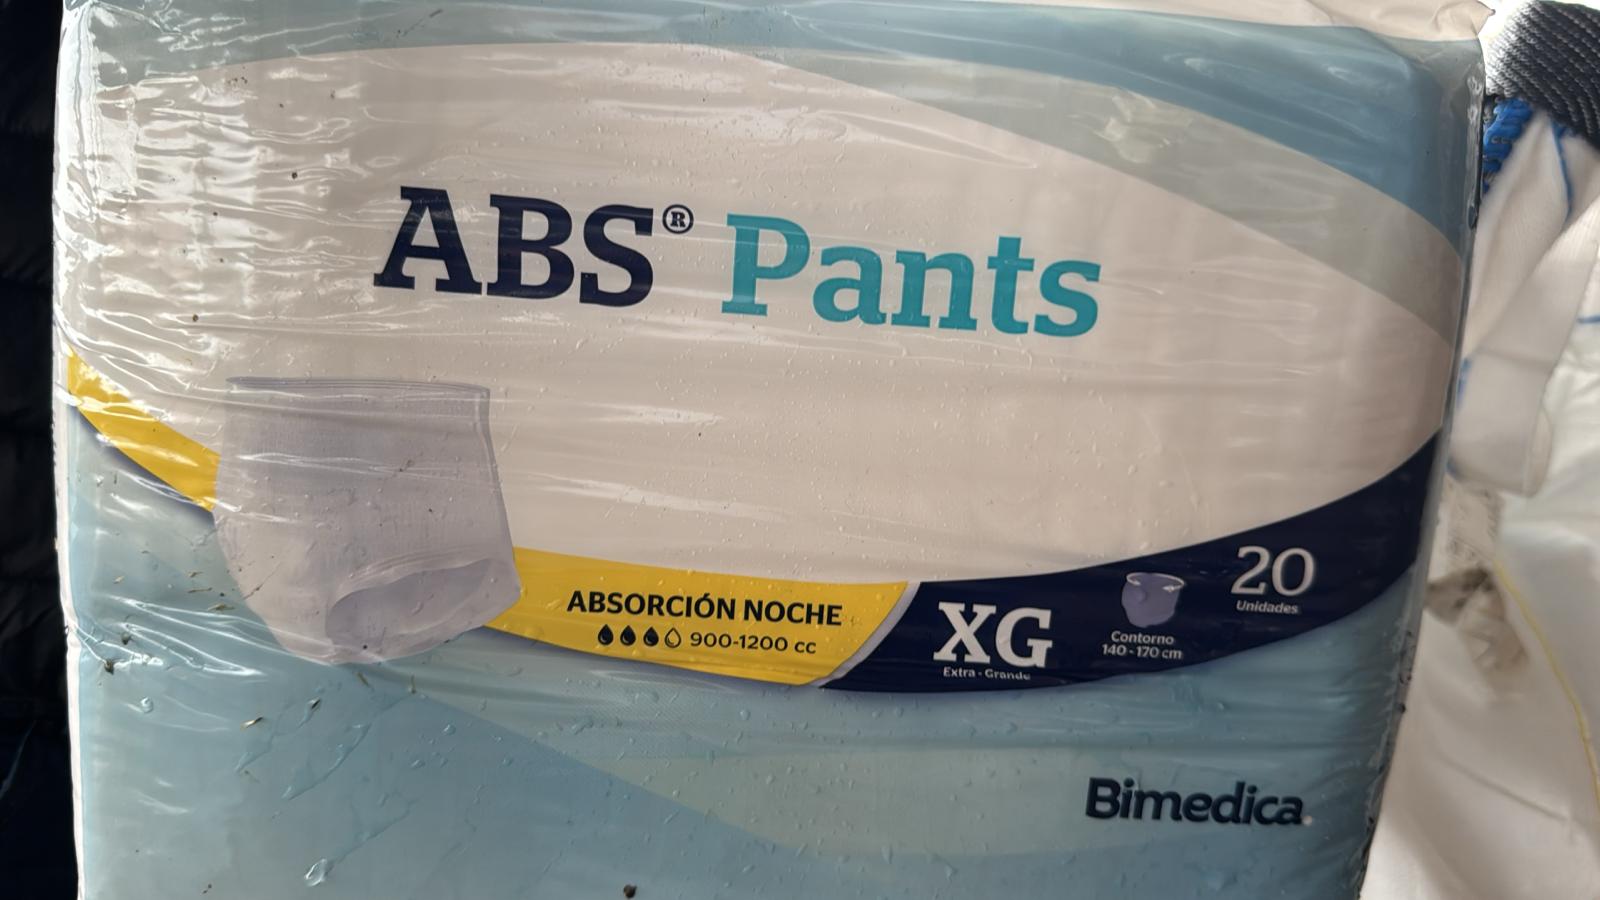 ABS® Pants
ABSORCIÓN NOCHE
900-1200 cc
XG
Extra - Grande
Contorno
140 - 170 cm
20
Unidades
Bimedica.